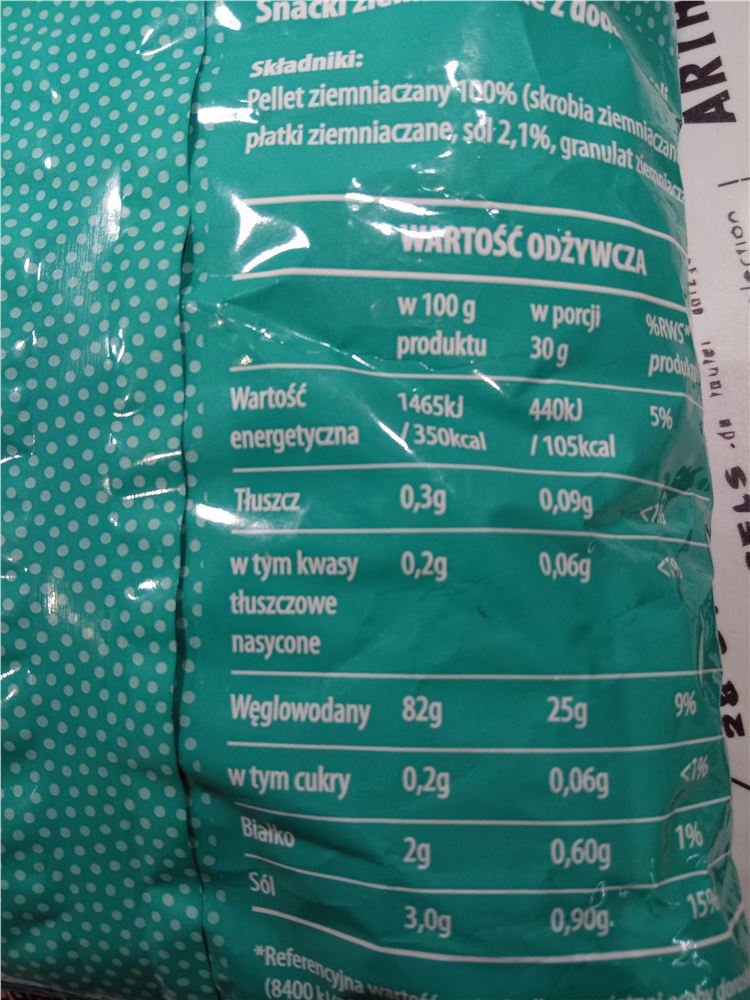 Snacki
Składniki:
Pellet ziemniaczany 100% (skrobia
płatki ziemniaczane, sól 2,1%, granulat
WARTOŚĆ ODŻYWCZA
w 100 g produktu w porcji 30 g %RWS*
Wartość energetyczna 1465kJ / 350kcal 440kJ / 105kcal 5%
Tłuszcz 0,3g 0,09g
w tym kwasy tłuszczowe nasycone 0,2g 0,06g
Węglowodany 82g 25g 9%
w tym cukry 0,2g 0,06g <1%
Białko 2g 0,60g 1%
Sól 3,0g 0,90g 15%
*Referencyjna wartość
(8400